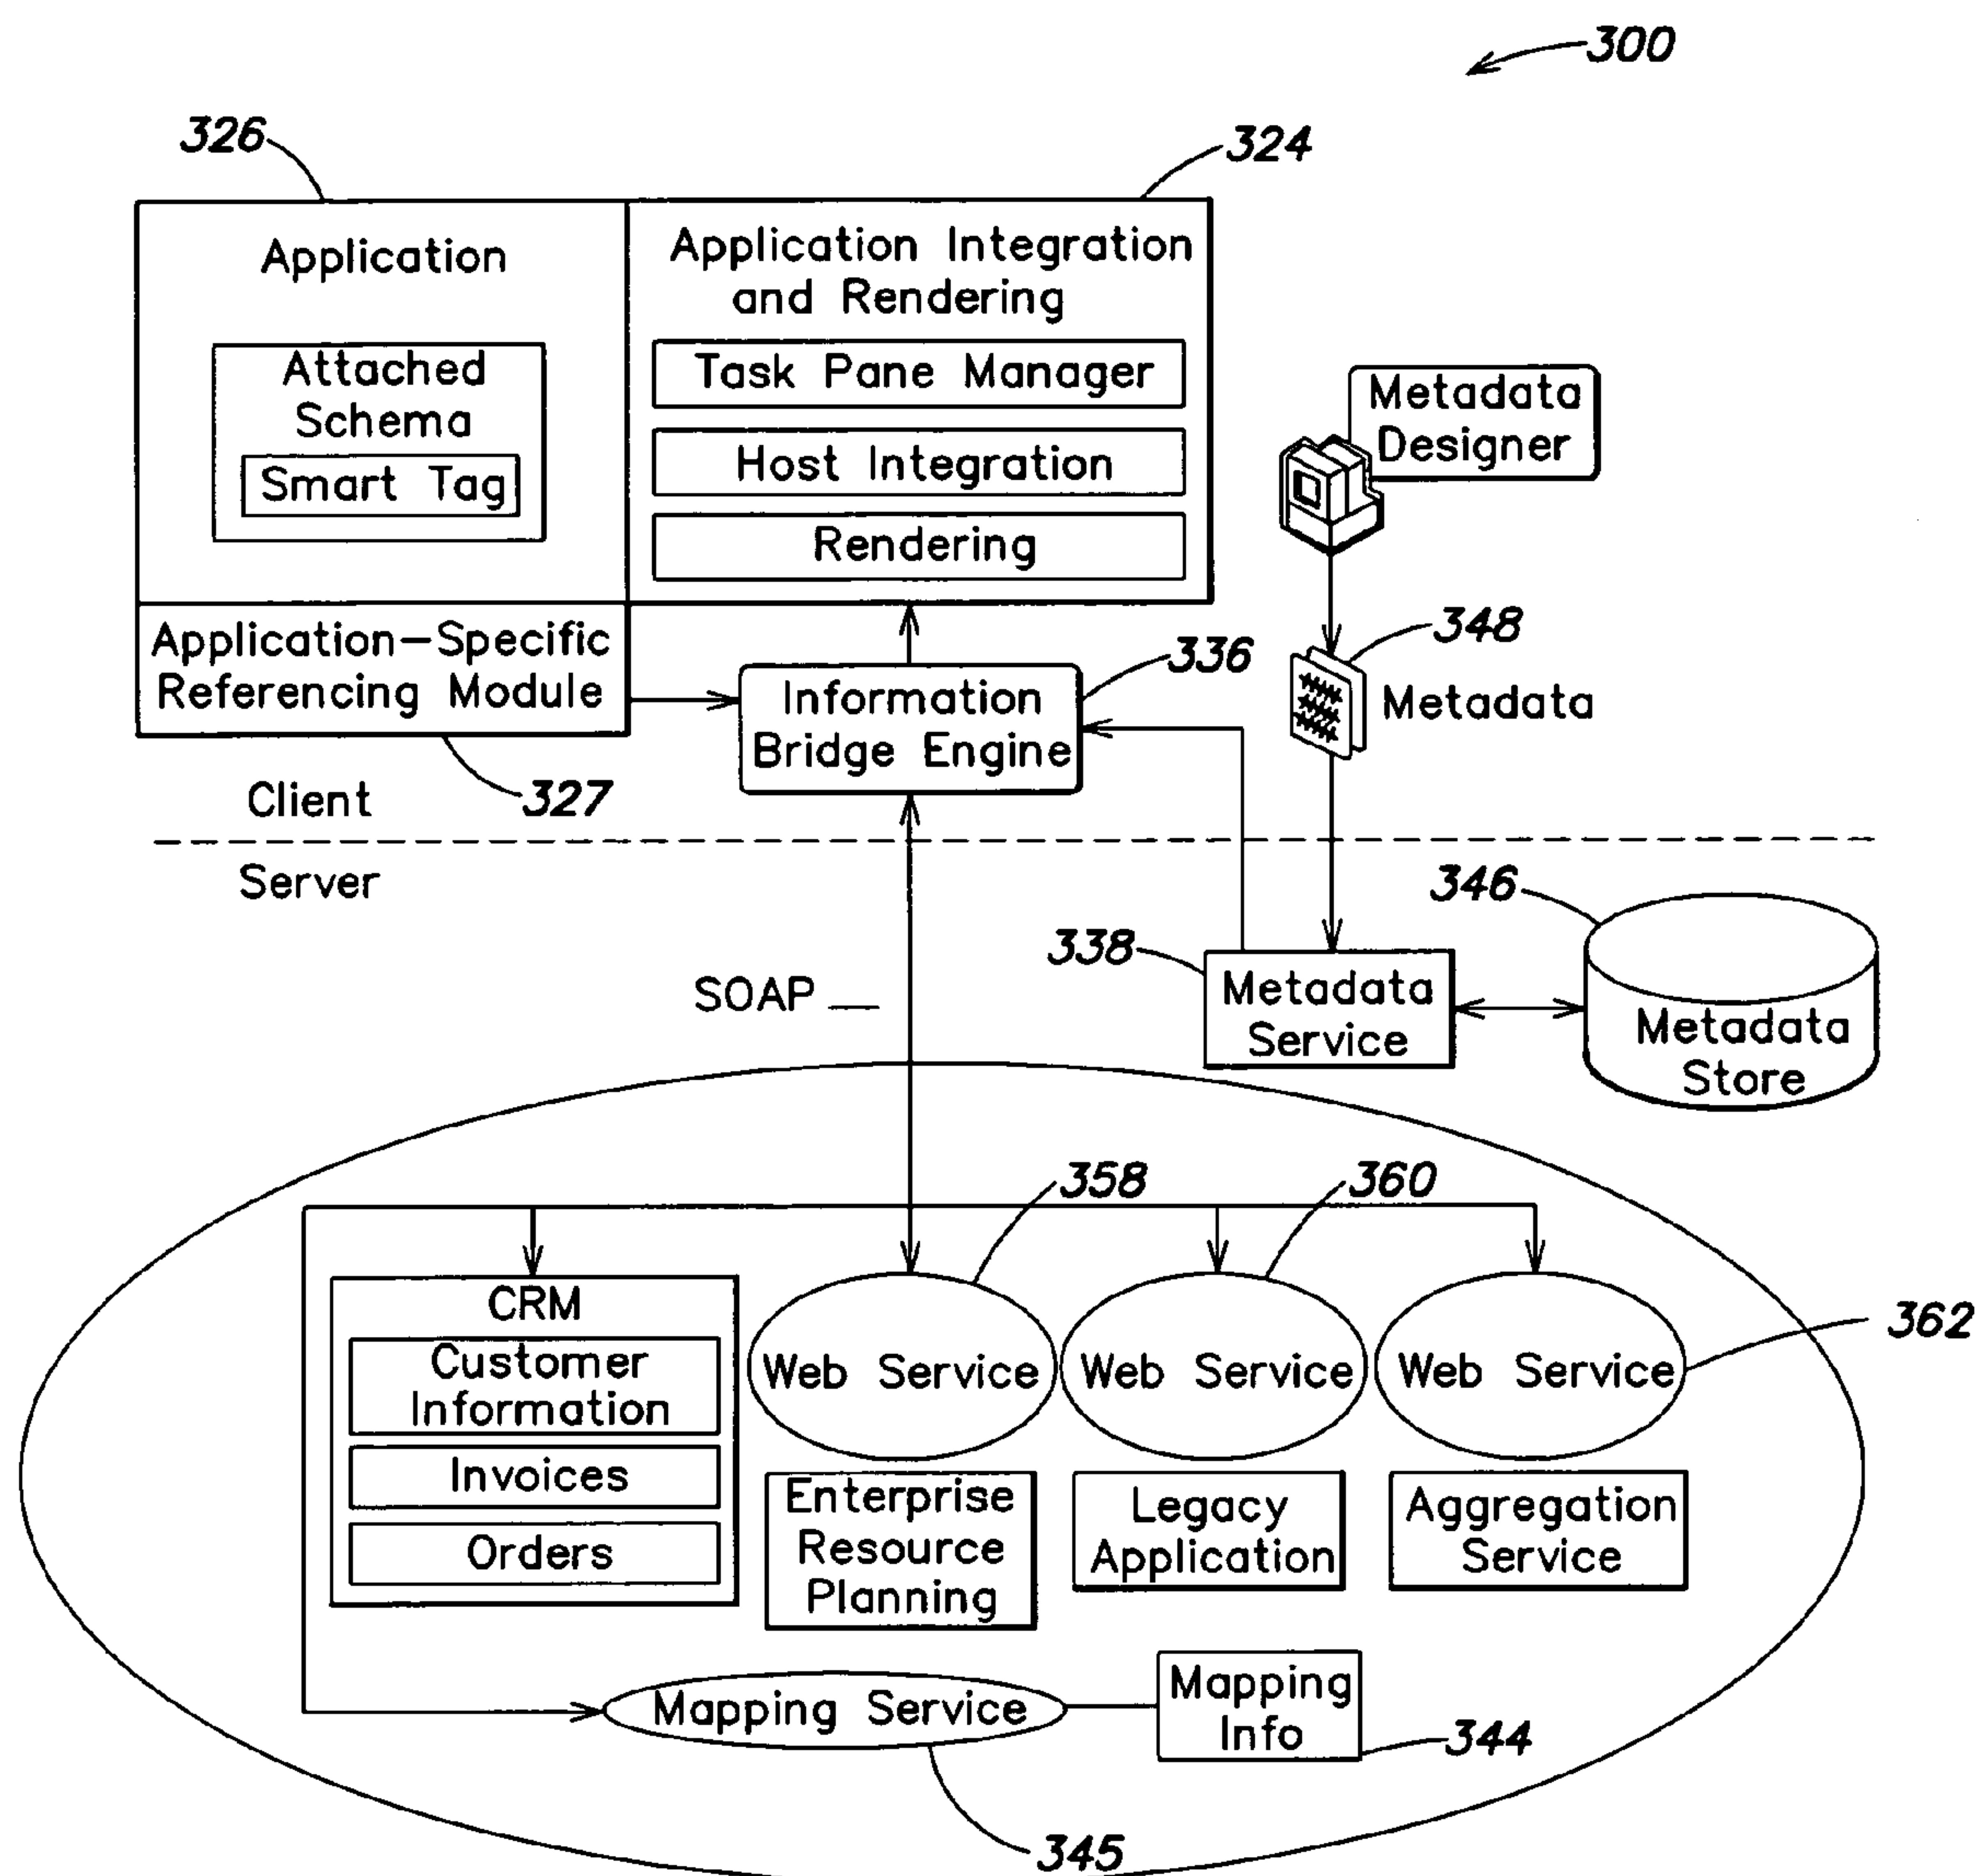 300
326
324
Application
Application Integration
and Rendering
Attached
Schema
Smart Tag
Task Pane Manager
Host Integration
Rendering
Metadata
Designer
Application-Specific
Referencing Module
327
Information
Bridge Engine
336
348
Metadata
Client
Server
SOAP
338
Metadata
Service
346
Metadata
Store
358
360
362
CRM
Customer
Information
Invoices
Orders
Web Service
Web Service
Web Service
Enterprise
Resource
Planning
Legacy
Application
Aggregation
Service
Mapping Service
345
Mapping
Info
344